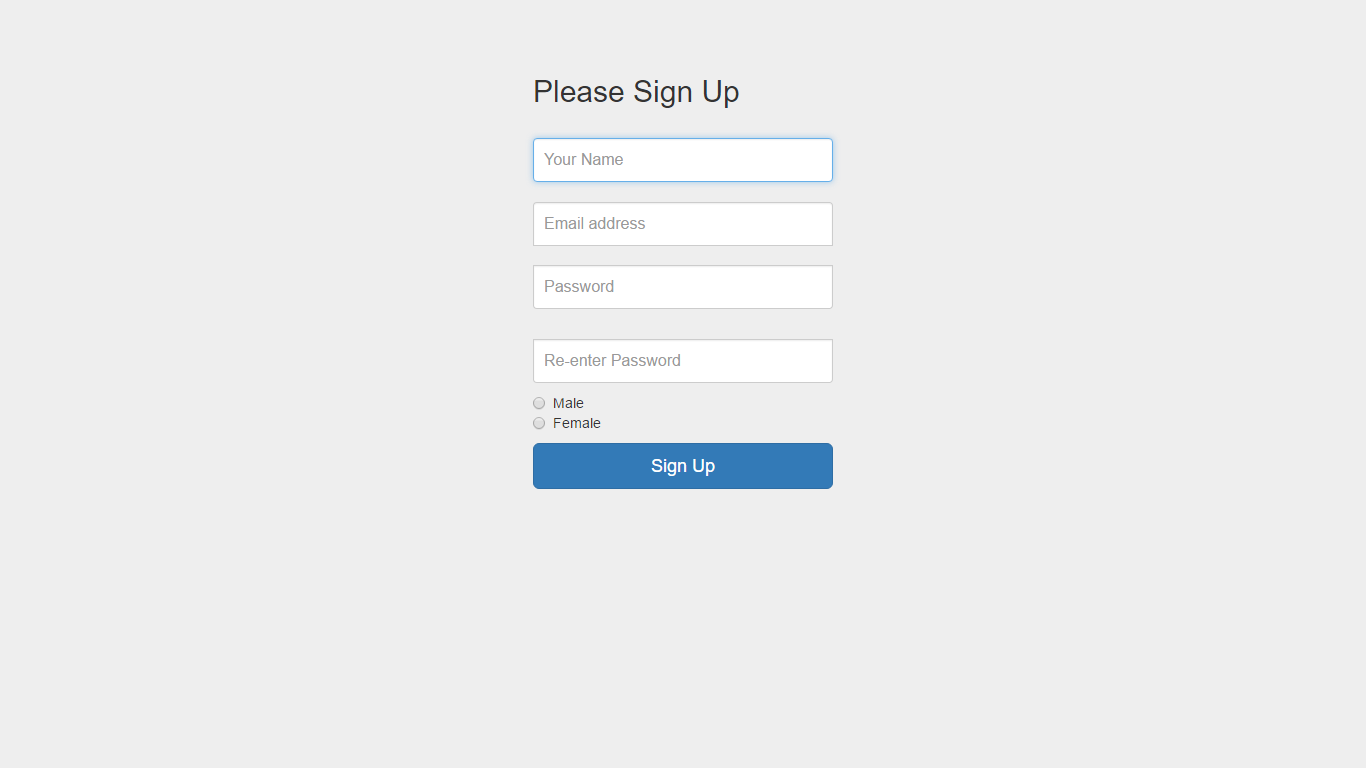 Please Sign Up
Your Name
Email address
Password
Re-enter Password
Male
Female
Sign Up